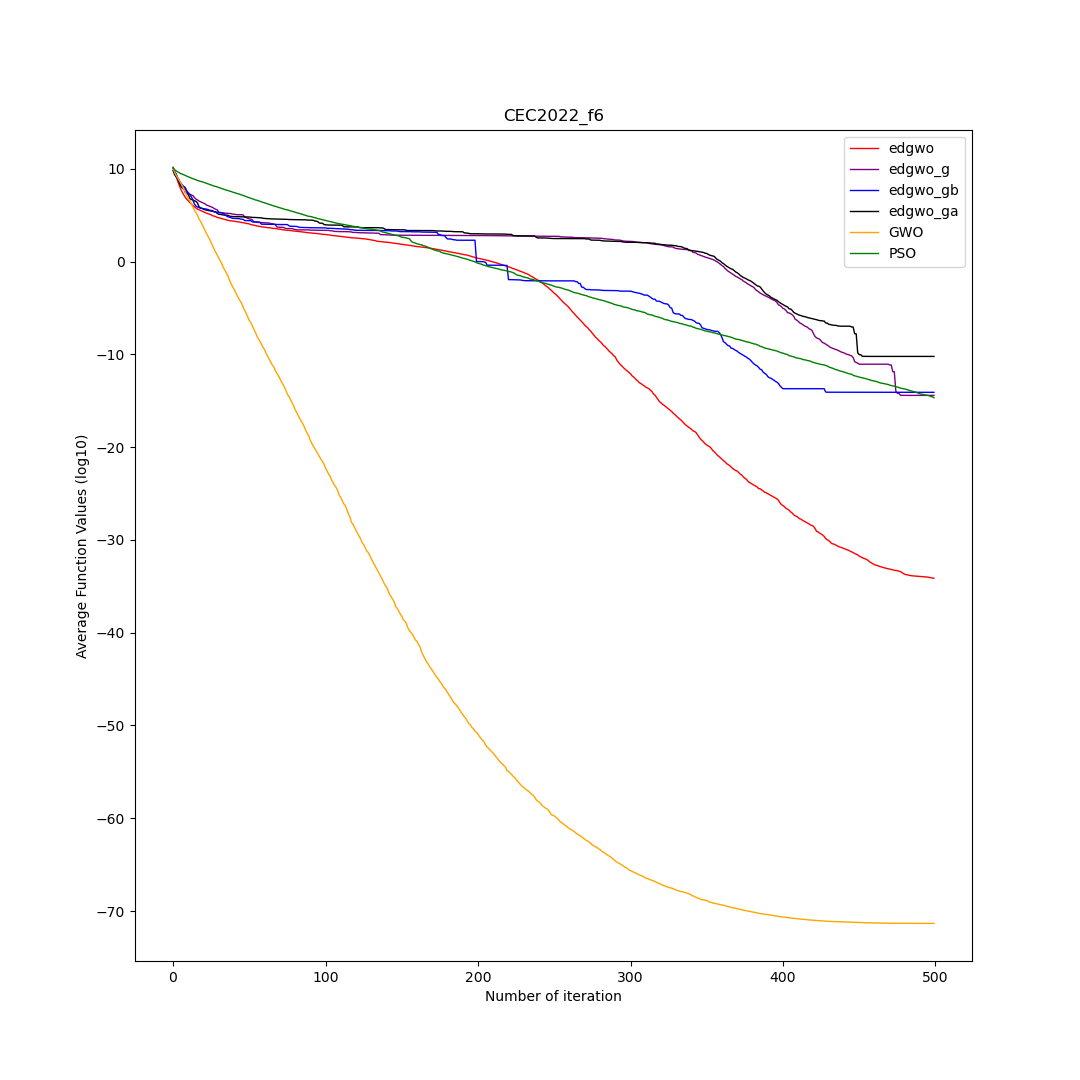 CEC2022_f6
edgwo
edgwo_g
edgwo_gb
edgwo_ga
GWO
PSO
Average Function Values (log10)
10
0
−10
−20
−30
−40
−50
−60
−70
0 100 200 300 400 500
Number of iteration